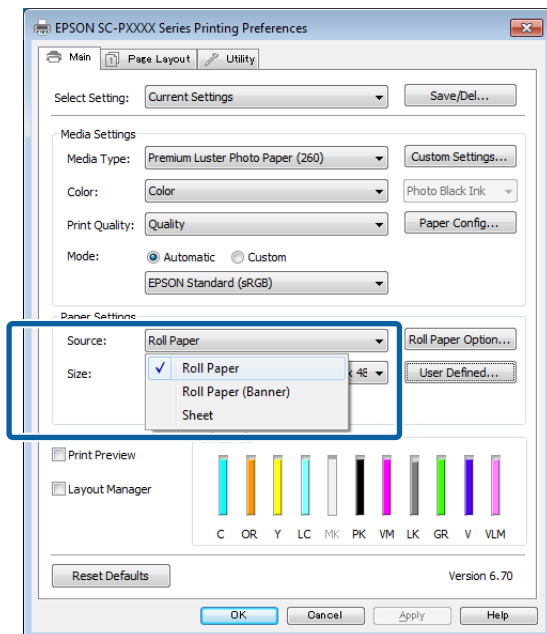 EPSON SC-PXXXX Series Printing Preferences
Main Page Layout Utility
Select Setting: Current Settings Save/Del...
Media Settings
Media Type: Premium Luster Photo Paper (260) Custom Settings...
Color: Color Photo Black Ink
Print Quality: Quality Paper Config...
Mode: Automatic Custom
EPSON Standard (sRGB)
Paper Settings
Source: Roll Paper Roll Paper Option...
Roll Paper
Size: x 48 User Defined...
Roll Paper (Banner)
Sheet
Print Preview
Layout Manager
C OR Y LC MK PK VM LK GR V VLM
Reset Defaults Version 6.70
OK Cancel Apply Help